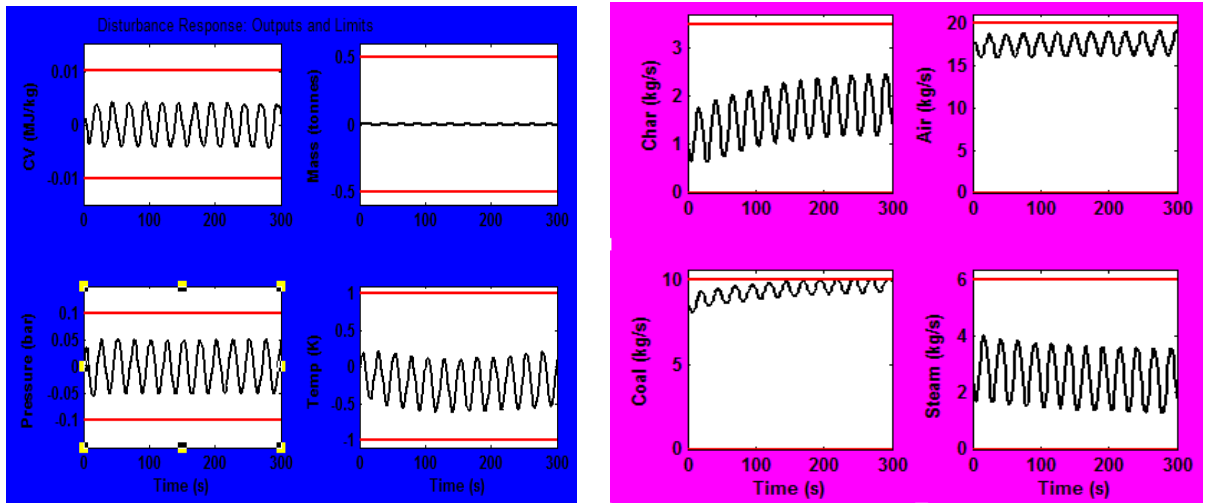 Disturbance Response: Outputs and Limits
CV (MJ/kg)
0.01
0
-0.01
0 100 200 300
Mass (tonnes)
0.5
0
-0.5
0 100 200 300
Pressure (bar)
0.1
0.05
0
-0.05
-0.1
0 100 200 300
Time (s)
Temp (K)
1
0.5
0
-0.5
-1
0 100 200 300
Time (s)
Char (kg/s)
3
2
1
0
0 100 200 300
Air (kg/s)
20
15
10
5
0
0 100 200 300
Coal (kg/s)
10
5
0
0 100 200 300
Time (s)
Steam (kg/s)
6
4
2
0
0 100 200 300
Time (s)